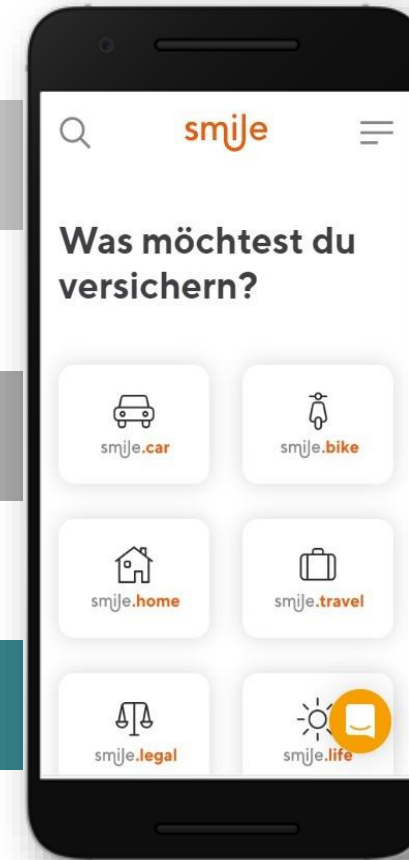 smile
Was möchtest du
versichern?
smile.car
smile.bike
smile.home
smile.travel
smile.legal
smile.life